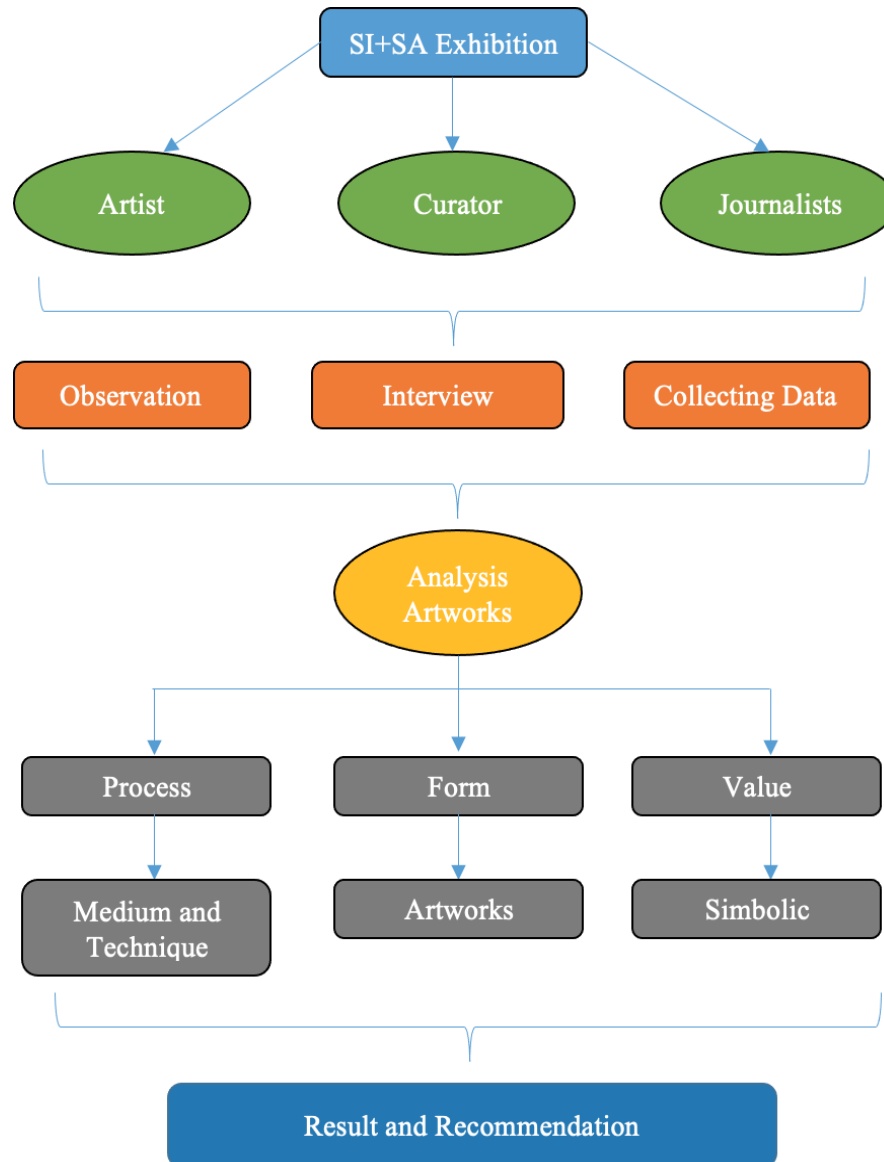 SI+SA Exhibition
Artist
Curator
Journalists
Observation
Interview
Collecting Data
Analysis
Artworks
Process
Form
Value
Medium and
Technique
Artworks
Simbolic
Result and Recommendation